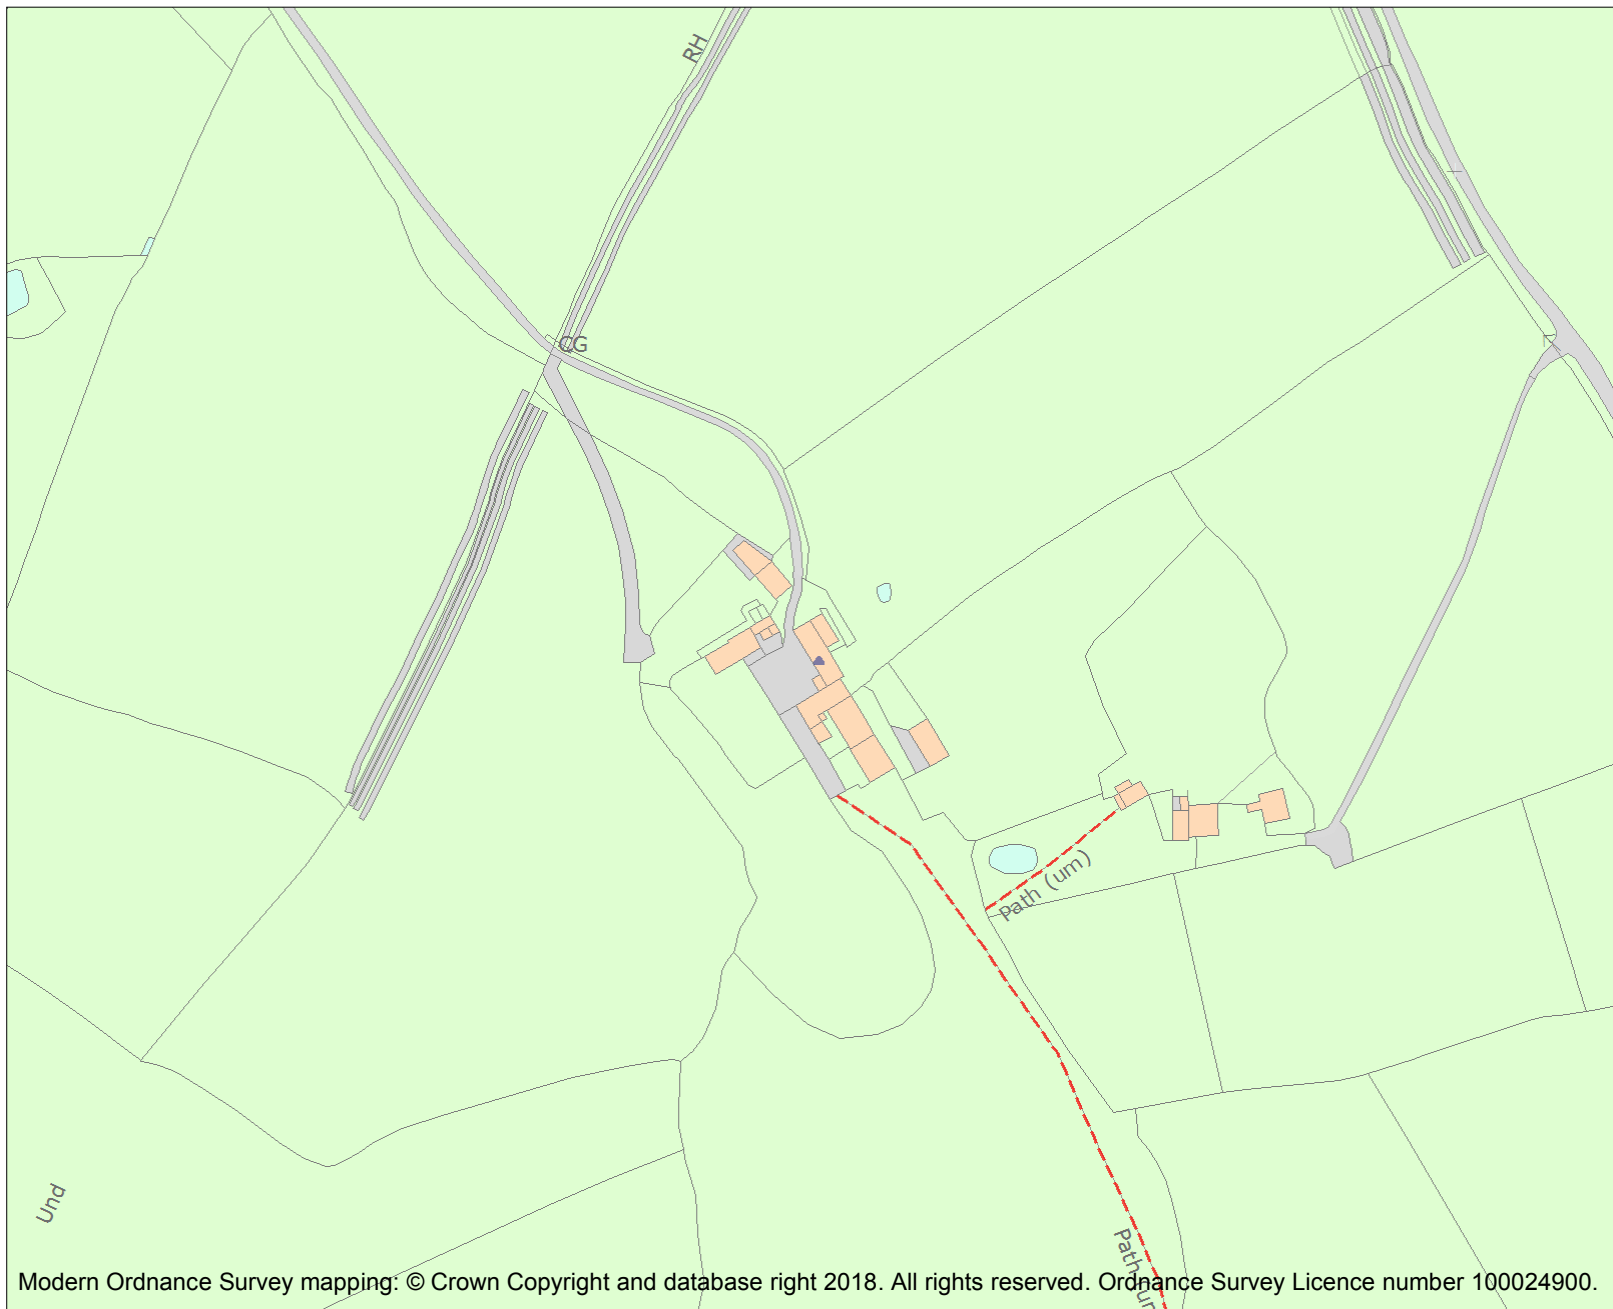 RH
CG
Path (um)
Und
Path (um
Modern Ordnance Survey mapping: © Crown Copyright and database right 2018. All rights reserved. Ordnance Survey Licence number 100024900.